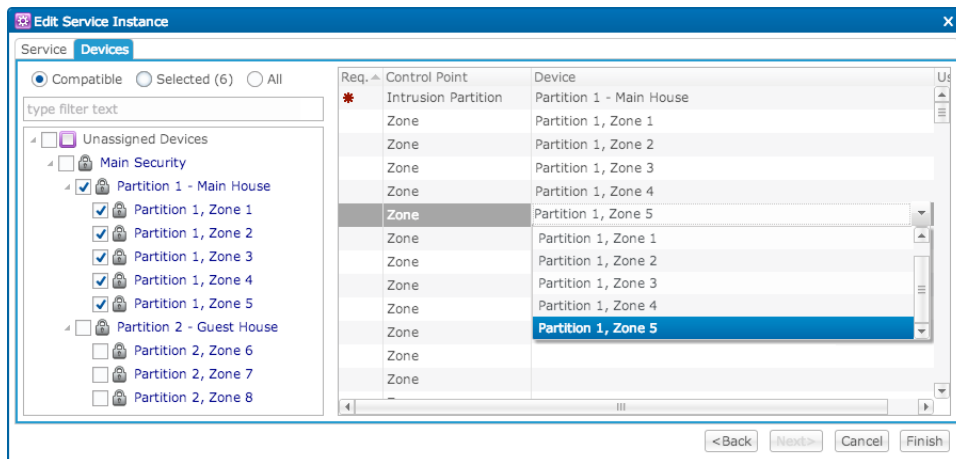 Edit Service Instance
Service Devices
Compatible Selected (6) All
type filter text
Unassigned Devices
Main Security
Partition 1 - Main House
Partition 1, Zone 1
Partition 1, Zone 2
Partition 1, Zone 3
Partition 1, Zone 4
Partition 1, Zone 5
Partition 2 - Guest House
Partition 2, Zone 6
Partition 2, Zone 7
Partition 2, Zone 8
Req. Control Point Device Us
Intrusion Partition Partition 1 - Main House
Zone Partition 1, Zone 1
Zone Partition 1, Zone 2
Zone Partition 1, Zone 3
Zone Partition 1, Zone 4
Zone Partition 1, Zone 5
Zone Partition 1, Zone 1
Zone Partition 1, Zone 2
Zone Partition 1, Zone 3
Zone Partition 1, Zone 4
Zone Partition 1, Zone 5
Zone
Zone
<Back Next> Cancel Finish